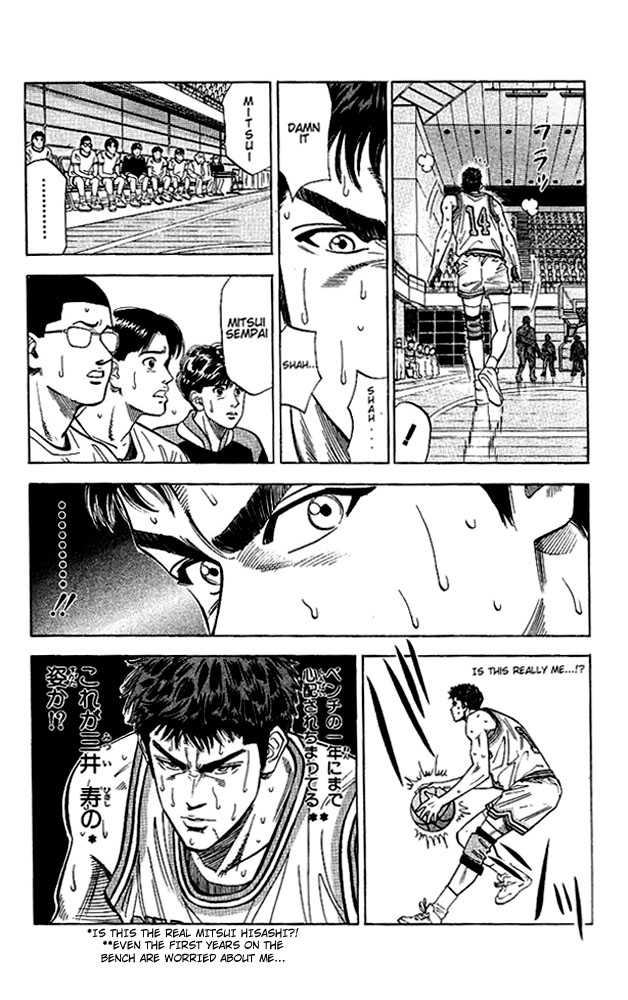 フラッ
14
!
DAMN
IT
SHAH..
SHAH....
MITSUI
..........
MITSUI
SEMPAI
..........!!
IS THIS REALLY ME...!?
ベンチの一年にまで
心配されちまってる**
これが三井 寿の*
姿か!?
*IS THIS THE REAL MITSUI HISASHI?!
**EVEN THE FIRST YEARS ON THE
BENCH ARE WORRIED ABOUT ME...